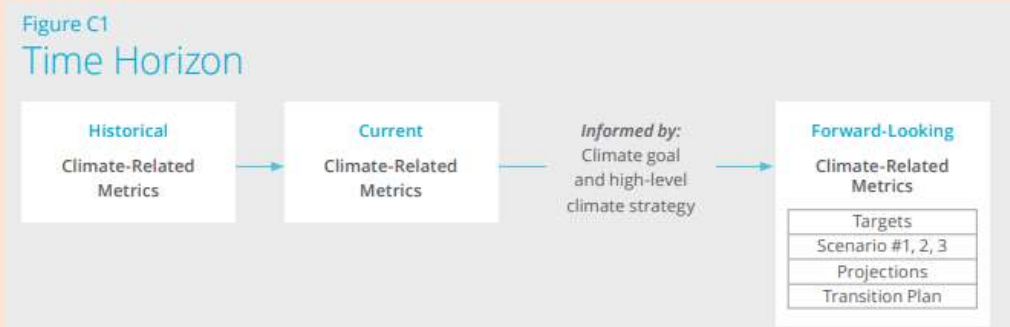 Figure C1
Time Horizon
Historical
Climate-Related
Metrics
Current
Climate-Related
Metrics
Informed by:
Climate goal
and high-level
climate strategy
Forward-Looking
Climate-Related
Metrics
Targets
Scenario #1, 2, 3
Projections
Transition Plan